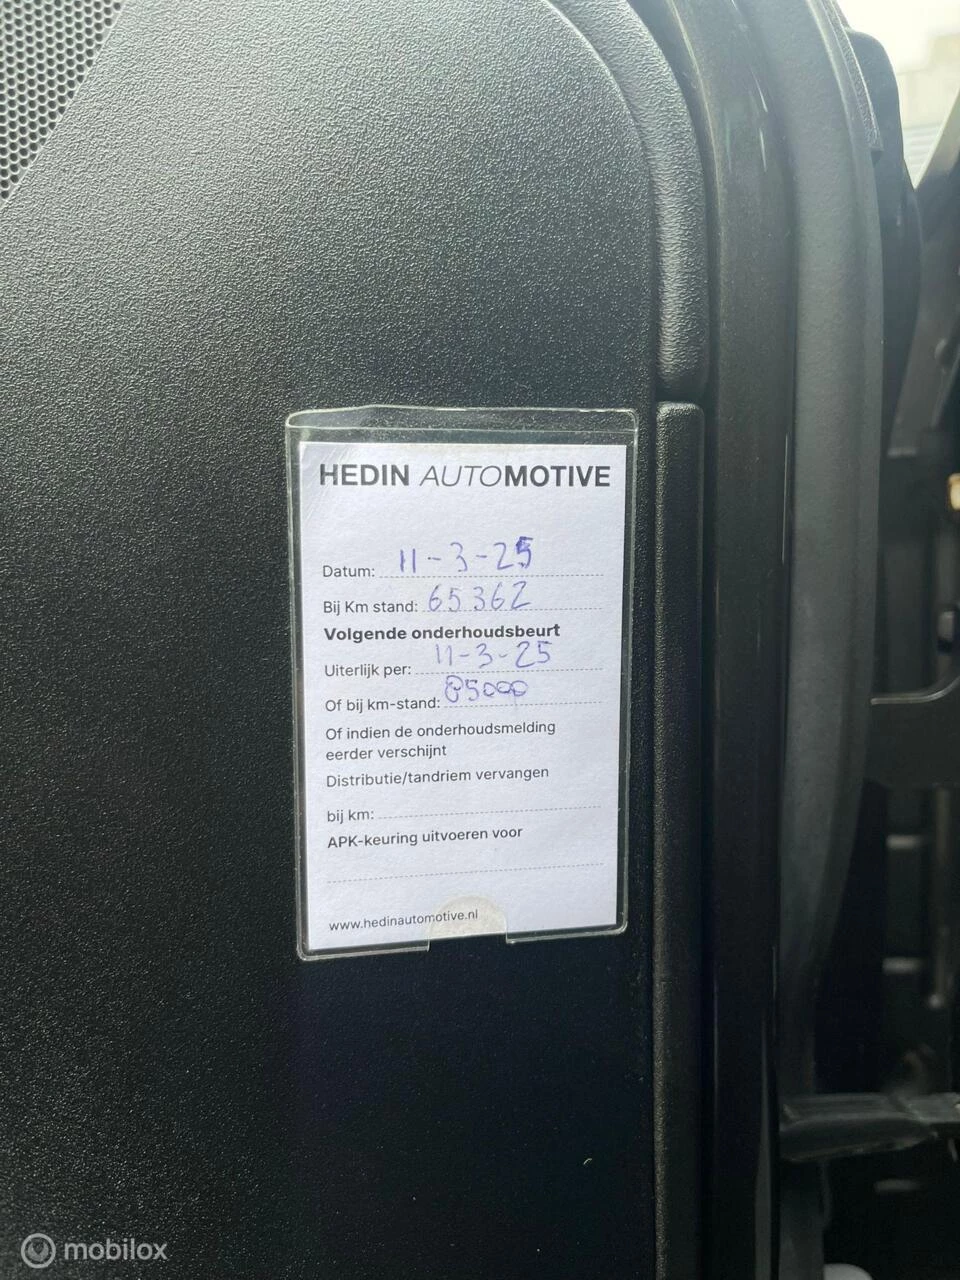 HEDIN AUTOMOTIVE
Datum: 11-3-25
Bij Km stand: 65362
Volgende onderhoudsbeurt
Uiterlijk per: 11-3-25
Of bij km-stand: 85000
Of indien de onderhoudsmelding
eerder verschijnt
Distributie/tandriem vervangen
bij km:
APK-keuring uitvoeren voor
www.hedinautomotive.nl
mobilox